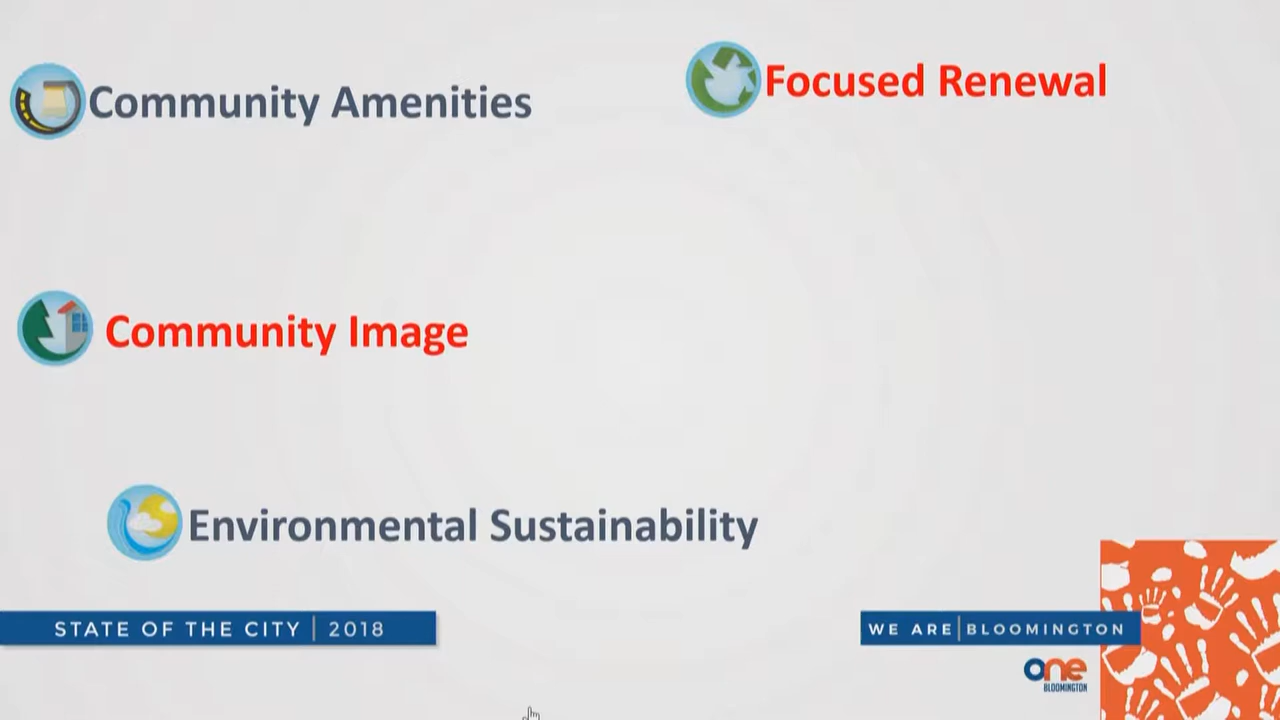 Community Amenities
Focused Renewal
Community Image
Environmental Sustainability
STATE OF THE CITY | 2018
WE ARE | BLOOMINGTON
one
BLOOMINGTON